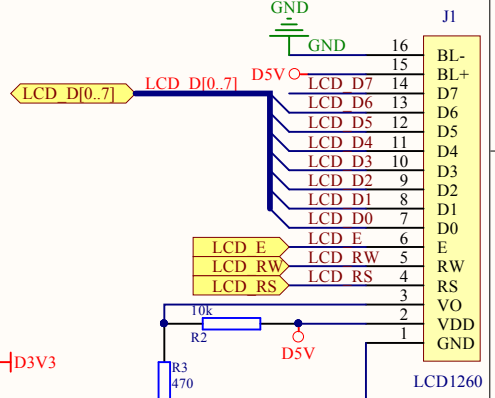 GND
J1
GND
16
BL-
D5V
15
BL+
LCD_D[0..7]
LCD_D[0..7]
LCD_D7
14
D7
LCD_D6
13
D6
LCD_D5
12
D5
LCD_D4
11
D4
LCD_D3
10
D3
LCD_D2
9
D2
LCD_D1
8
D1
LCD_D0
7
D0
LCD_E
LCD_E
6
E
LCD_RW
LCD_RW
5
RW
LCD_RS
LCD_RS
4
RS
3
VO
10k
R2
2
VDD
D5V
1
GND
D3V3
R3
470
LCD1260